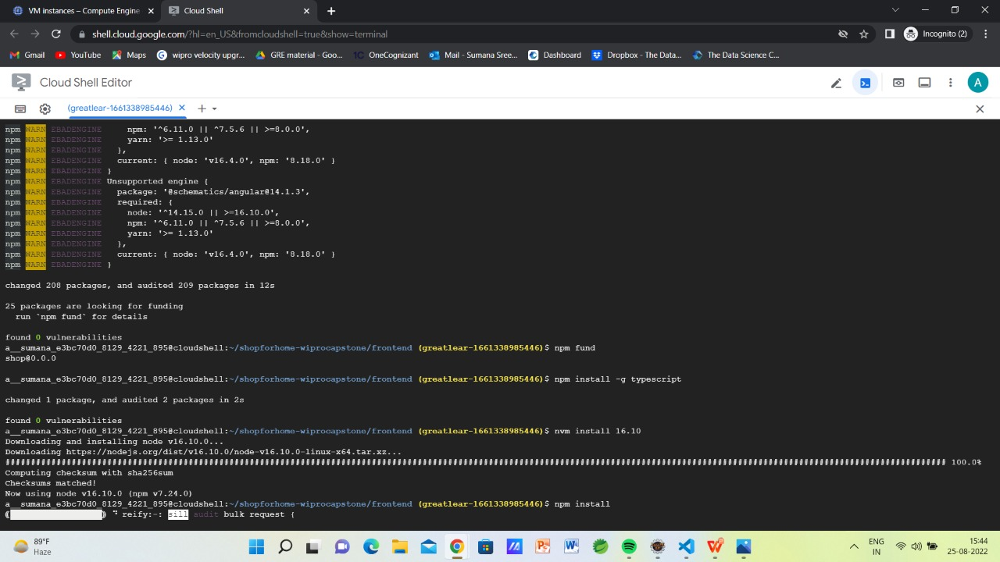 VM instances – Compute Engine
Cloud Shell
shell.cloud.google.com/?hl=en_US&fromcloudshell=true&show=terminal
Incognito (2)
Gmail
YouTube
Maps
wipro velocity upgr...
GRE material - Goo...
OneCognizant
Mail - Sumana Sree...
Dashboard
Dropbox - The Data...
The Data Science C...
Cloud Shell Editor
A
(greatlear-1661338985446)
npm WARN EBADENGINE     npm: '^6.11.0 || ^7.5.6 || >=8.0.0',
npm WARN EBADENGINE     yarn: '>= 1.13.0'
npm WARN EBADENGINE   },
npm WARN EBADENGINE   current: { node: 'v16.4.0', npm: '8.18.0' }
npm WARN EBADENGINE }
npm WARN EBADENGINE Unsupported engine {
npm WARN EBADENGINE   package: '@schematics/angular@14.1.3',
npm WARN EBADENGINE   required: {
npm WARN EBADENGINE     node: '^14.15.0 || >=16.10.0',
npm WARN EBADENGINE     npm: '^6.11.0 || ^7.5.6 || >=8.0.0',
npm WARN EBADENGINE     yarn: '>= 1.13.0'
npm WARN EBADENGINE   },
npm WARN EBADENGINE   current: { node: 'v16.4.0', npm: '8.18.0' }
npm WARN EBADENGINE }
changed 208 packages, and audited 209 packages in 12s
25 packages are looking for funding
run `npm fund` for details
found 0 vulnerabilities
a__sumana_e3bc70d0_8129_4221_895@cloudshell:~/shopforhome-wiprocapstone/frontend (greatlear-1661338985446)$ npm fund
shop@0.0.0
a__sumana_e3bc70d0_8129_4221_895@cloudshell:~/shopforhome-wiprocapstone/frontend (greatlear-1661338985446)$ npm install -g typescript
changed 1 package, and audited 2 packages in 2s
found 0 vulnerabilities
a__sumana_e3bc70d0_8129_4221_895@cloudshell:~/shopforhome-wiprocapstone/frontend (greatlear-1661338985446)$ nvm install 16.10
Downloading and installing node v16.10.0...
Downloading https://nodejs.org/dist/v16.10.0/node-v16.10.0-linux-x64.tar.xz...
100.0%
Computing checksum with sha256sum
Checksums matched!
Now using node v16.10.0 (npm v7.24.0)
a__sumana_e3bc70d0_8129_4221_895@cloudshell:~/shopforhome-wiprocapstone/frontend (greatlear-1661338985446)$ npm install
reify:-: sill audit bulk request {
89°F
Haze
ENG
IN
15:44
25-08-2022